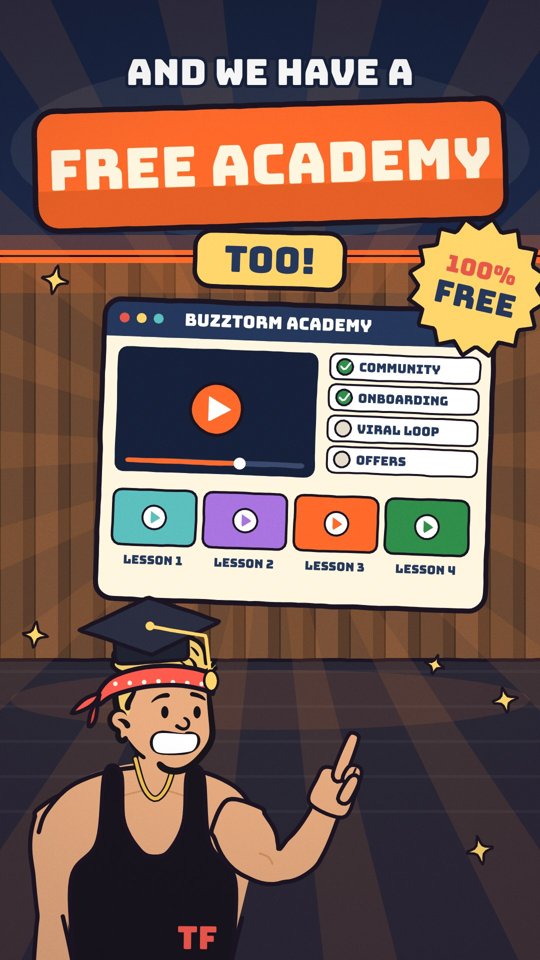 AND WE HAVE A
FREE ACADEMY
TOO!
100%
FREE
BUZZTORM ACADEMY
COMMUNITY
ONBOARDING
VIRAL LOOP
OFFERS
LESSON 1
LESSON 2
LESSON 3
LESSON 4
TF